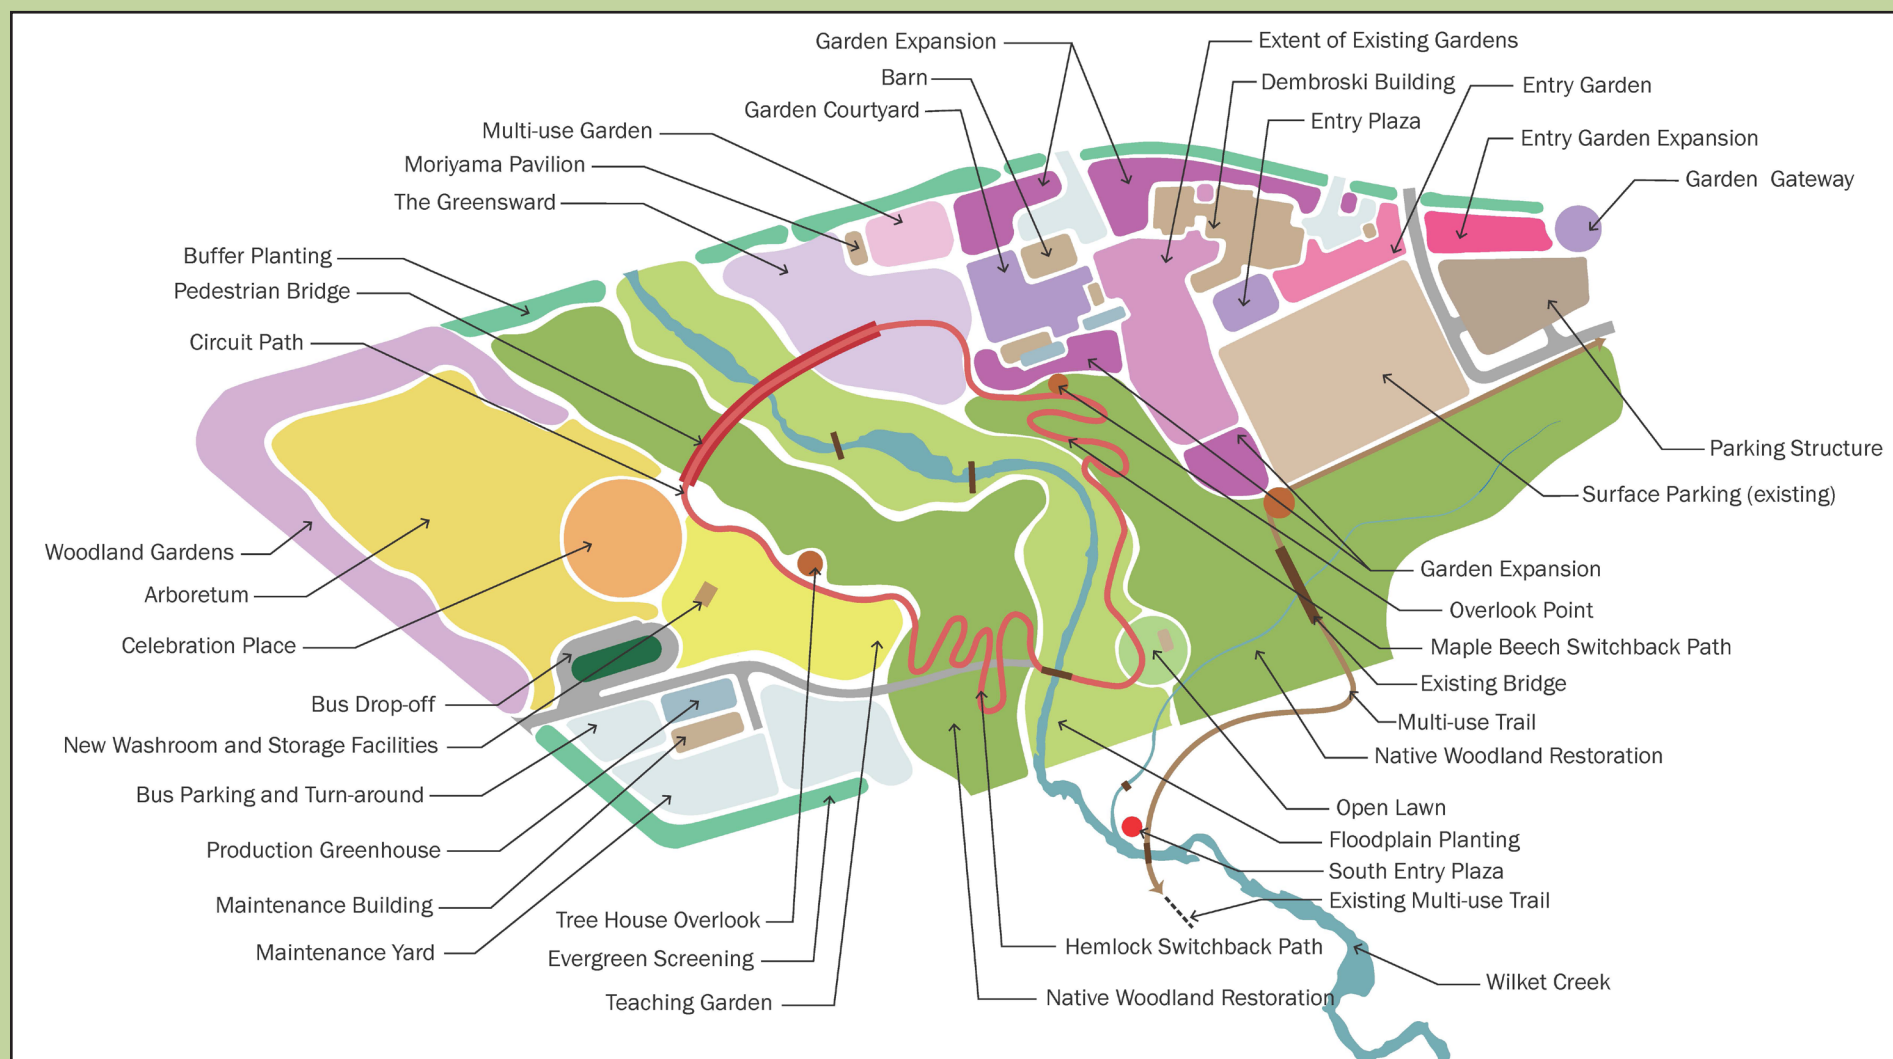 Garden Expansion
Barn
Garden Courtyard
Multi-use Garden
Moriyama Pavilion
The Greensward
Buffer Planting
Pedestrian Bridge
Circuit Path
Woodland Gardens
Arboretum
Celebration Place
Bus Drop-off
New Washroom and Storage Facilities
Bus Parking and Turn-around
Production Greenhouse
Maintenance Building
Maintenance Yard
Tree House Overlook
Evergreen Screening
Teaching Garden
Extent of Existing Gardens
Dembroski Building
Entry Plaza
Entry Garden
Entry Garden Expansion
Garden Gateway
Parking Structure
Surface Parking (existing)
Garden Expansion
Overlook Point
Maple Beech Switchback Path
Existing Bridge
Multi-use Trail
Native Woodland Restoration
Open Lawn
Floodplain Planting
South Entry Plaza
Existing Multi-use Trail
Hemlock Switchback Path
Wilket Creek
Native Woodland Restoration